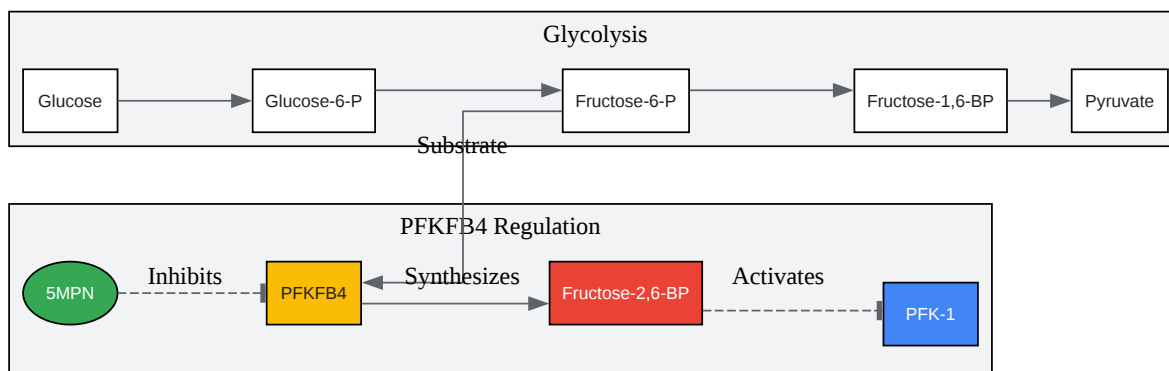 Glycolysis
Glucose
Glucose-6-P
Fructose-6-P
Fructose-1,6-BP
Pyruvate
Substrate
PFKFB4 Regulation
5MPN
Inhibits
PFKFB4
Synthesizes
Fructose-2,6-BP
Activates
PFK-1